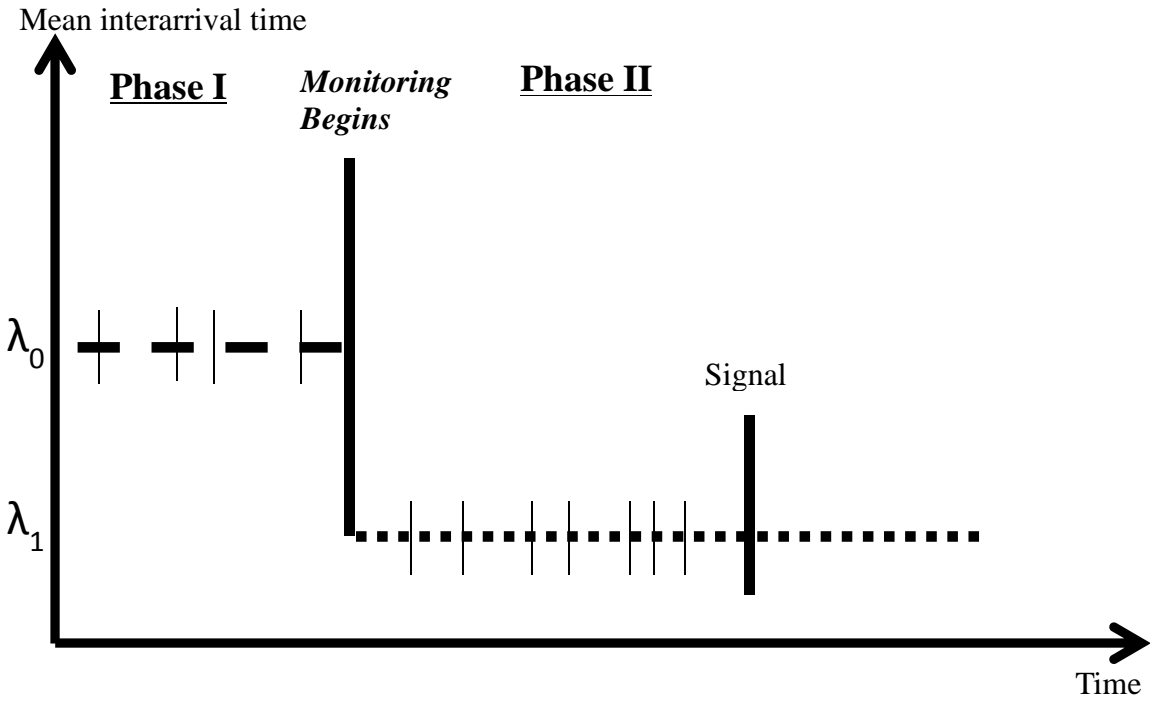 Mean interarrival time
Phase I
Monitoring
Begins
Phase II
λ0
Signal
λ1
Time